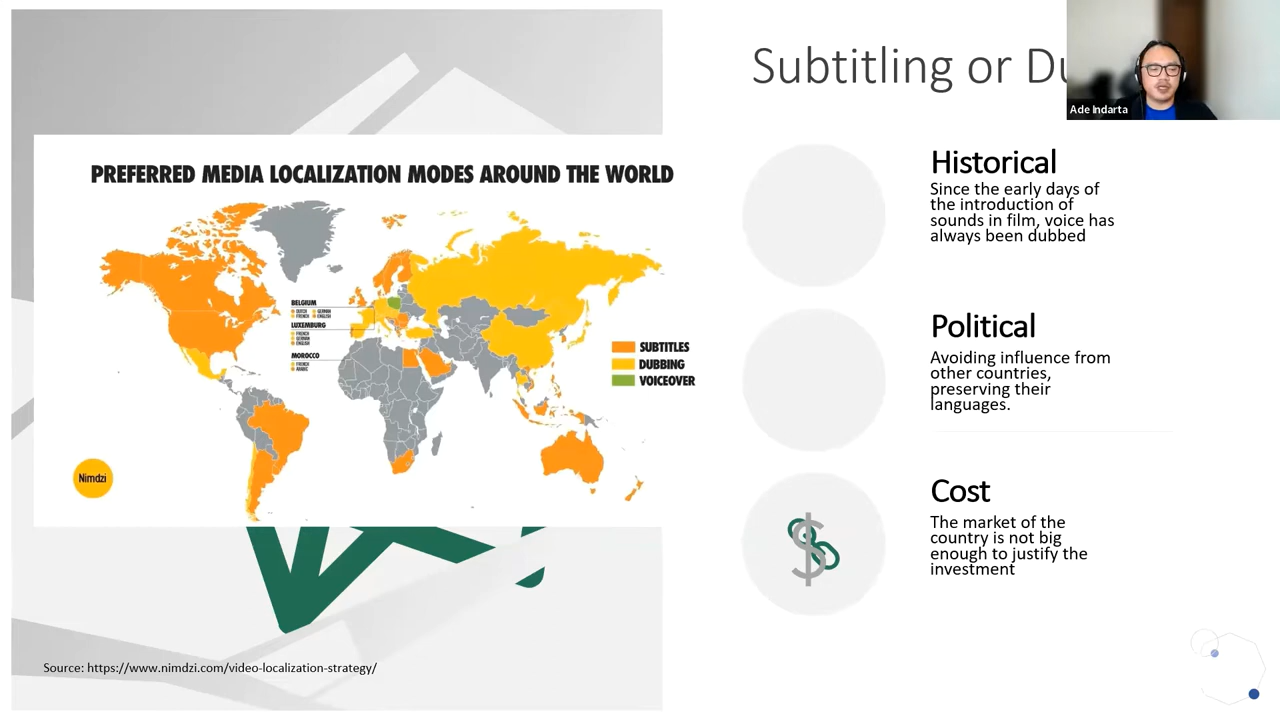 Subtitling or Du
Ade Indarta
PREFERRED MEDIA LOCALIZATION MODES AROUND THE WORLD
BELGIUM
DUTCH GERMAN
FRENCH ENGLISH
LUXEMBURG
FRENCH
GERMAN
ENGLISH
MOROCCO
FRENCH
ARABIC
SUBTITLES
DUBBING
VOICEOVER
Nimdzi
Source: https://www.nimdzi.com/video-localization-strategy/
Historical
Since the early days of
the introduction of
sounds in film, voice has
always been dubbed
Political
Avoiding influence from
other countries,
preserving their
languages.
Cost
The market of the
country is not big
enough to justify the
investment